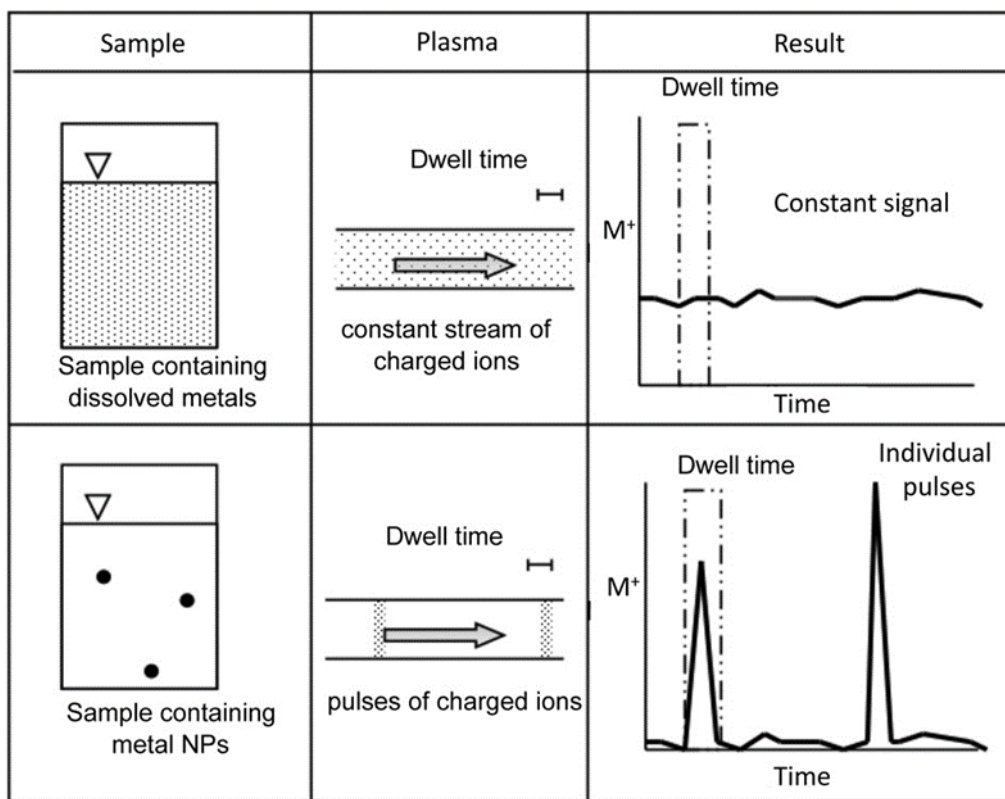 Sample
Plasma
Result
Sample containing
dissolved metals
Dwell time
constant stream of
charged ions
Dwell time
Constant signal
M⁺
Time
Sample containing
metal NPs
Dwell time
pulses of charged ions
Dwell time
Individual
pulses
M⁺
Time